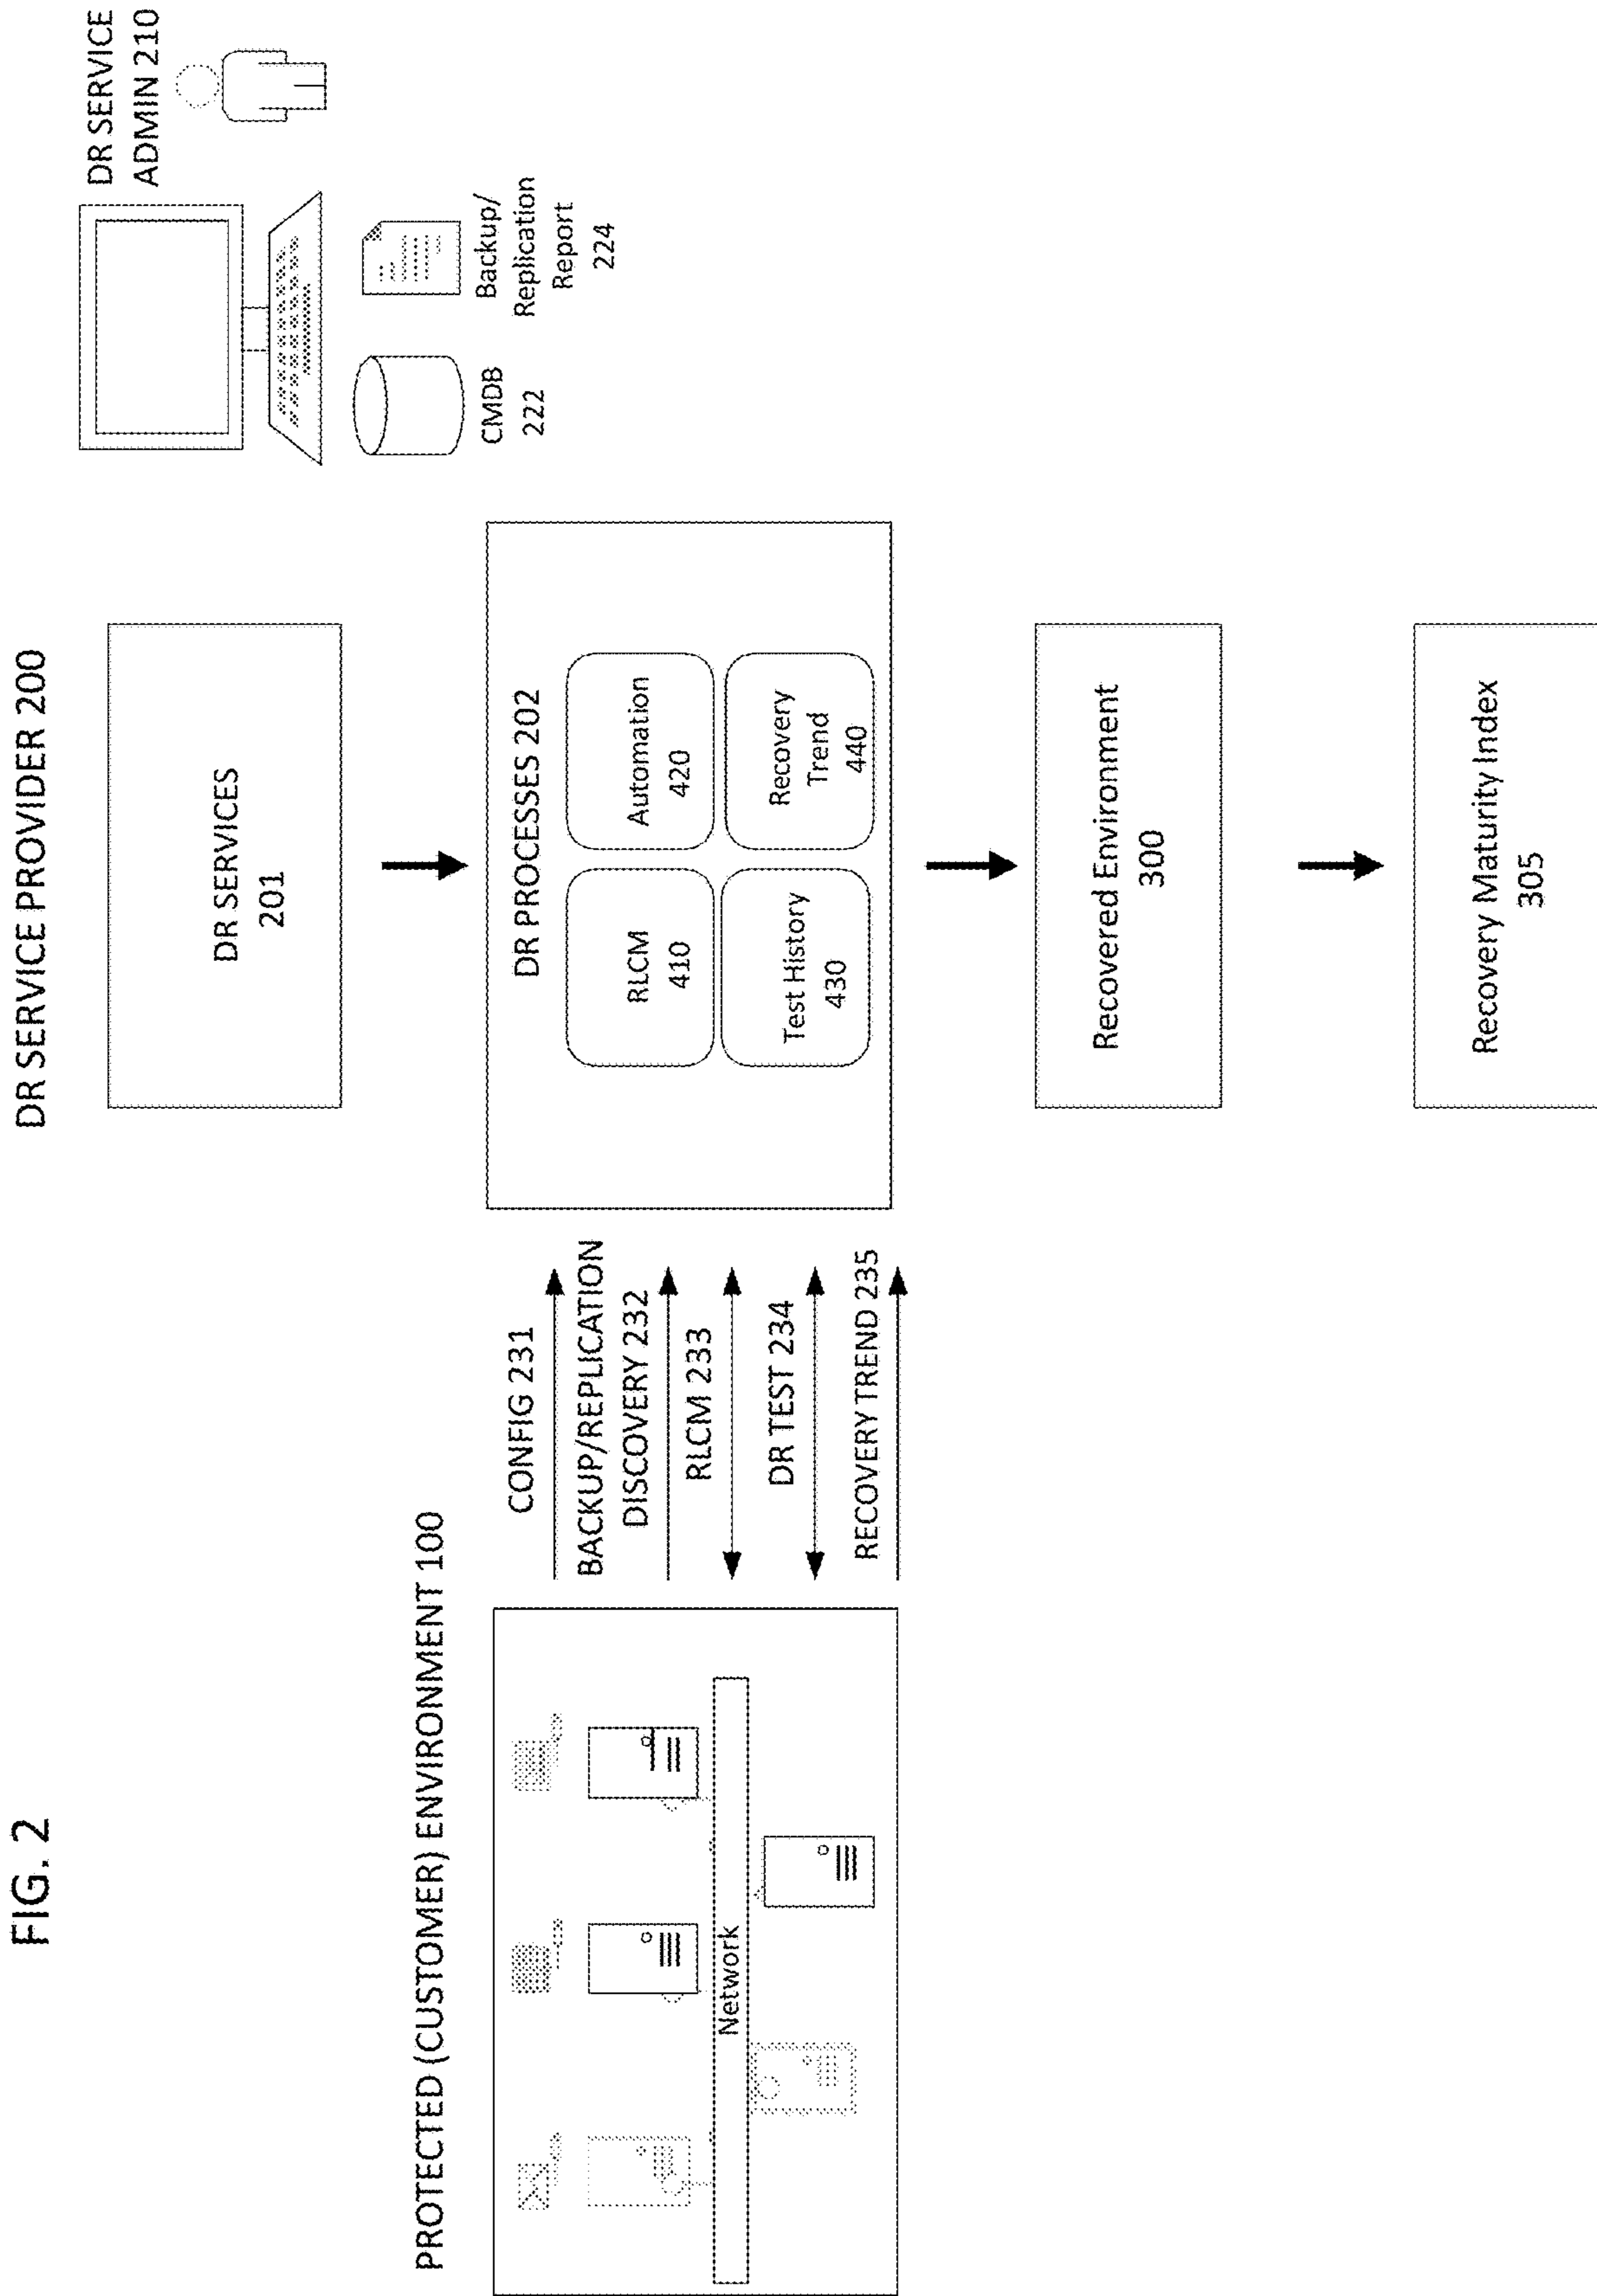 FIG. 2
DR SERVICE PROVIDER 200
DR SERVICE
ADMIN 210
DR SERVICES
201
CMDB
222
Backup/
Replication
Report
224
PROTECTED (CUSTOMER) ENVIRONMENT 100
Network
CONFIG 231
BACKUP/REPLICATION
DISCOVERY 232
RLCM 233
DR TEST 234
RECOVERY TREND 235
DR PROCESSES 202
RLCM
410
Automation
420
Test History
430
Recovery
Trend
440
Recovered Environment
300
Recovery Maturity Index
305